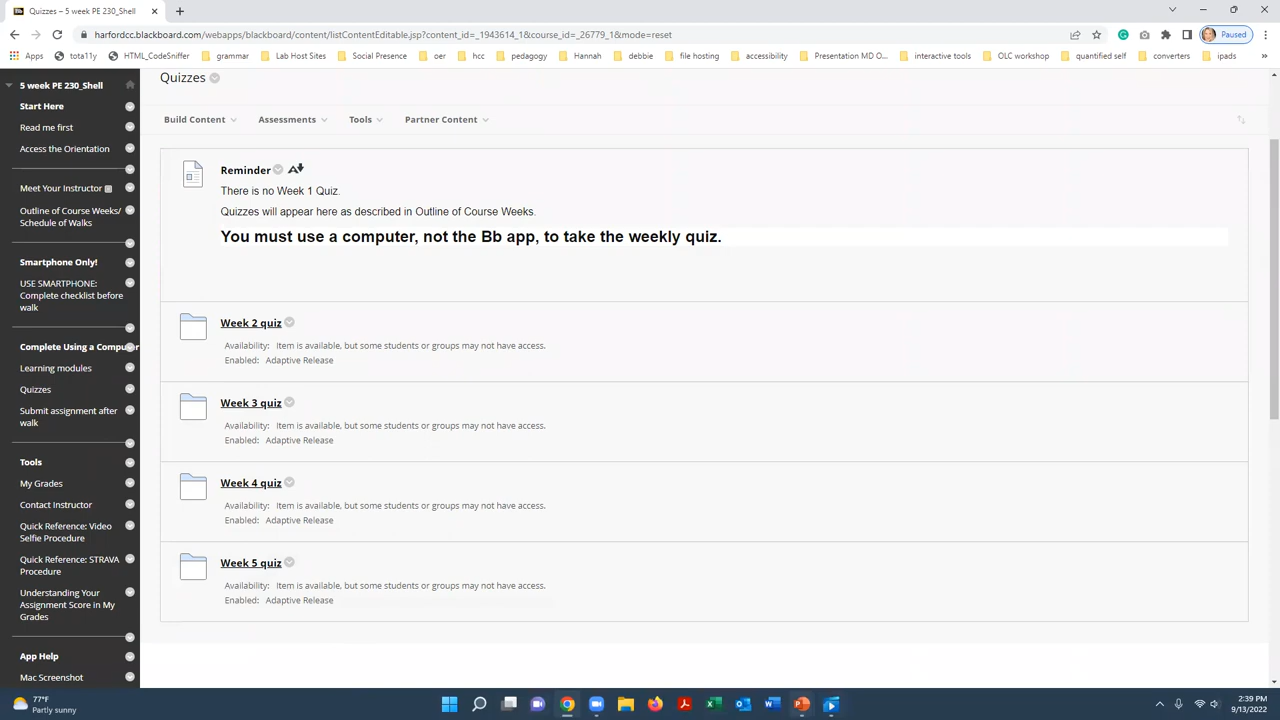 Quizzes – 5 week PE 230_Shell
harfordcc.blackboard.com/webapps/blackboard/content/listContentEditable.jsp?content_id=_1943614_1&course_id=_26779_1&mode=reset
Paused
Apps
tota11y
HTML_CodeSniffer
grammar
Lab Host Sites
Social Presence
oer
hcc
pedagogy
Hannah
debbie
file hosting
accessibility
Presentation MD O...
interactive tools
OLC workshop
quantified self
converters
ipads
5 week PE 230_Shell
Start Here
Read me first
Access the Orientation
Meet Your Instructor
Outline of Course Weeks/
Schedule of Walks
Smartphone Only!
USE SMARTPHONE:
Complete checklist before
walk
Complete Using a Computer
Learning modules
Quizzes
Submit assignment after
walk
Tools
My Grades
Contact Instructor
Quick Reference: Video
Selfie Procedure
Quick Reference: STRAVA
Procedure
Understanding Your
Assignment Score in My
Grades
App Help
Mac Screenshot
Quizzes
Build Content
Assessments
Tools
Partner Content
Reminder
There is no Week 1 Quiz.
Quizzes will appear here as described in Outline of Course Weeks.
You must use a computer, not the Bb app, to take the weekly quiz.
Week 2 quiz
Availability: Item is available, but some students or groups may not have access.
Enabled: Adaptive Release
Week 3 quiz
Availability: Item is available, but some students or groups may not have access.
Enabled: Adaptive Release
Week 4 quiz
Availability: Item is available, but some students or groups may not have access.
Enabled: Adaptive Release
Week 5 quiz
Availability: Item is available, but some students or groups may not have access.
Enabled: Adaptive Release
77°F
Partly sunny
2:39 PM
9/13/2022